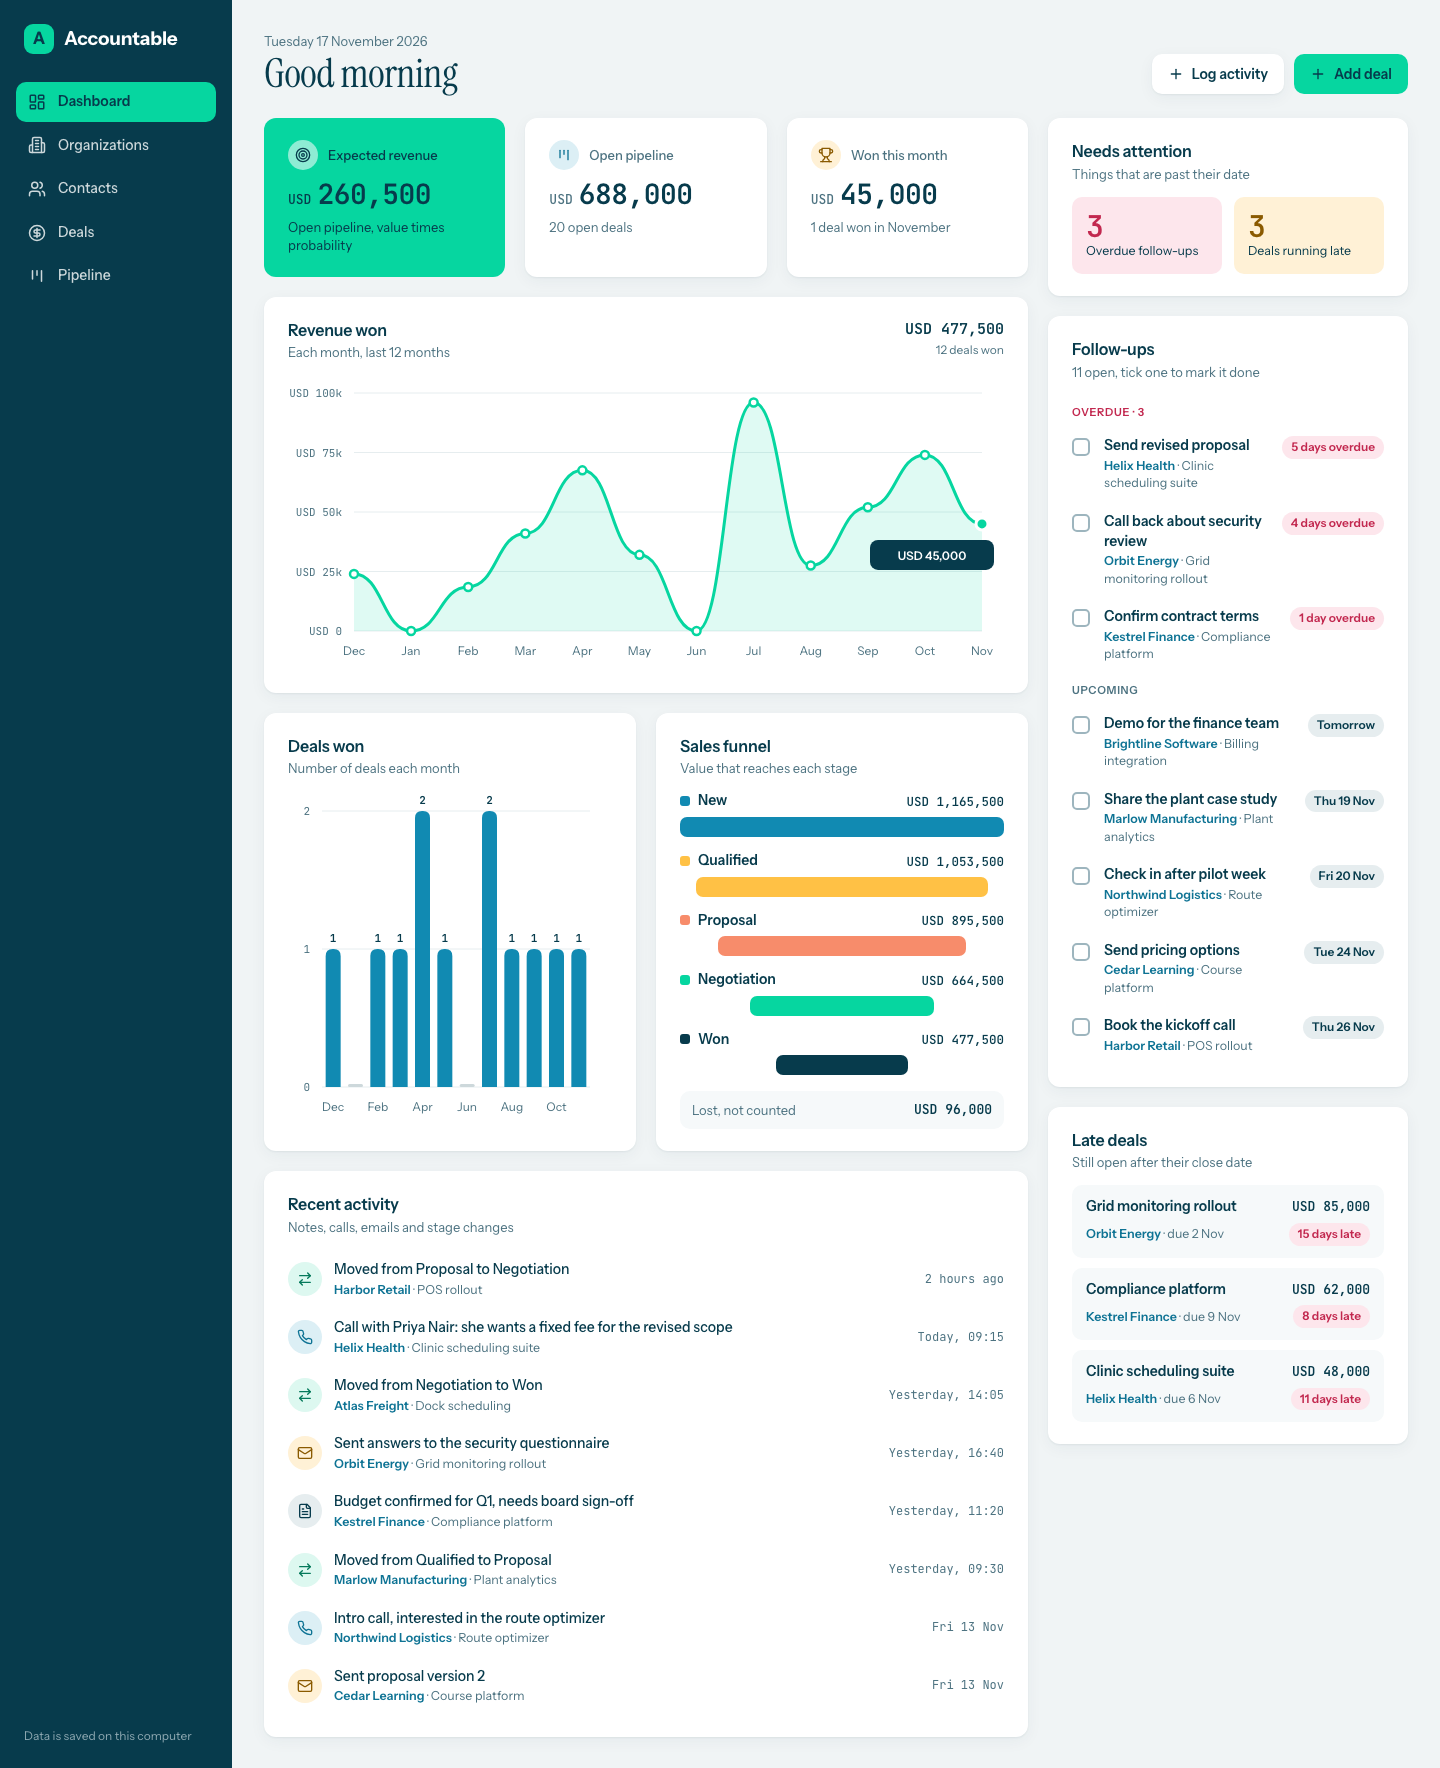 A Accountable
Dashboard
Organizations
Contacts
Deals
Pipeline
Data is saved on this computer
Tuesday 17 November 2026
Good morning
+ Log activity
+ Add deal
Expected revenue
USD 260,500
Open pipeline, value times
probability
Open pipeline
USD 688,000
20 open deals
Won this month
USD 45,000
1 deal won in November
Revenue won
Each month, last 12 months
USD 477,500
12 deals won
USD 100k
USD 75k
USD 50k
USD 25k
USD 0
USD 45,000
Dec Jan Feb Mar Apr May Jun Jul Aug Sep Oct Nov
Deals won
Number of deals each month
2
1
0
1 1 1 2 1 2 1 1 1 1
Dec Feb Apr Jun Aug Oct
Sales funnel
Value that reaches each stage
New USD 1,165,500
Qualified USD 1,053,500
Proposal USD 895,500
Negotiation USD 664,500
Won USD 477,500
Lost, not counted USD 96,000
Recent activity
Notes, calls, emails and stage changes
Moved from Proposal to Negotiation
Harbor Retail · POS rollout
2 hours ago
Call with Priya Nair: she wants a fixed fee for the revised scope
Helix Health · Clinic scheduling suite
Today, 09:15
Moved from Negotiation to Won
Atlas Freight · Dock scheduling
Yesterday, 14:05
Sent answers to the security questionnaire
Orbit Energy · Grid monitoring rollout
Yesterday, 16:40
Budget confirmed for Q1, needs board sign-off
Kestrel Finance · Compliance platform
Yesterday, 11:20
Moved from Qualified to Proposal
Marlow Manufacturing · Plant analytics
Yesterday, 09:30
Intro call, interested in the route optimizer
Northwind Logistics · Route optimizer
Fri 13 Nov
Sent proposal version 2
Cedar Learning · Course platform
Fri 13 Nov
Needs attention
Things that are past their date
3
Overdue follow-ups
3
Deals running late
Follow-ups
11 open, tick one to mark it done
OVERDUE · 3
Send revised proposal
Helix Health · Clinic
scheduling suite
5 days overdue
Call back about security
review
Orbit Energy · Grid
monitoring rollout
4 days overdue
Confirm contract terms
Kestrel Finance · Compliance
platform
1 day overdue
UPCOMING
Demo for the finance team
Brightline Software · Billing
integration
Tomorrow
Share the plant case study
Marlow Manufacturing · Plant
analytics
Thu 19 Nov
Check in after pilot week
Northwind Logistics · Route
optimizer
Fri 20 Nov
Send pricing options
Cedar Learning · Course
platform
Tue 24 Nov
Book the kickoff call
Harbor Retail · POS rollout
Thu 26 Nov
Late deals
Still open after their close date
Grid monitoring rollout
USD 85,000
Orbit Energy · due 2 Nov
15 days late
Compliance platform
USD 62,000
Kestrel Finance · due 9 Nov
8 days late
Clinic scheduling suite
USD 48,000
Helix Health · due 6 Nov
11 days late